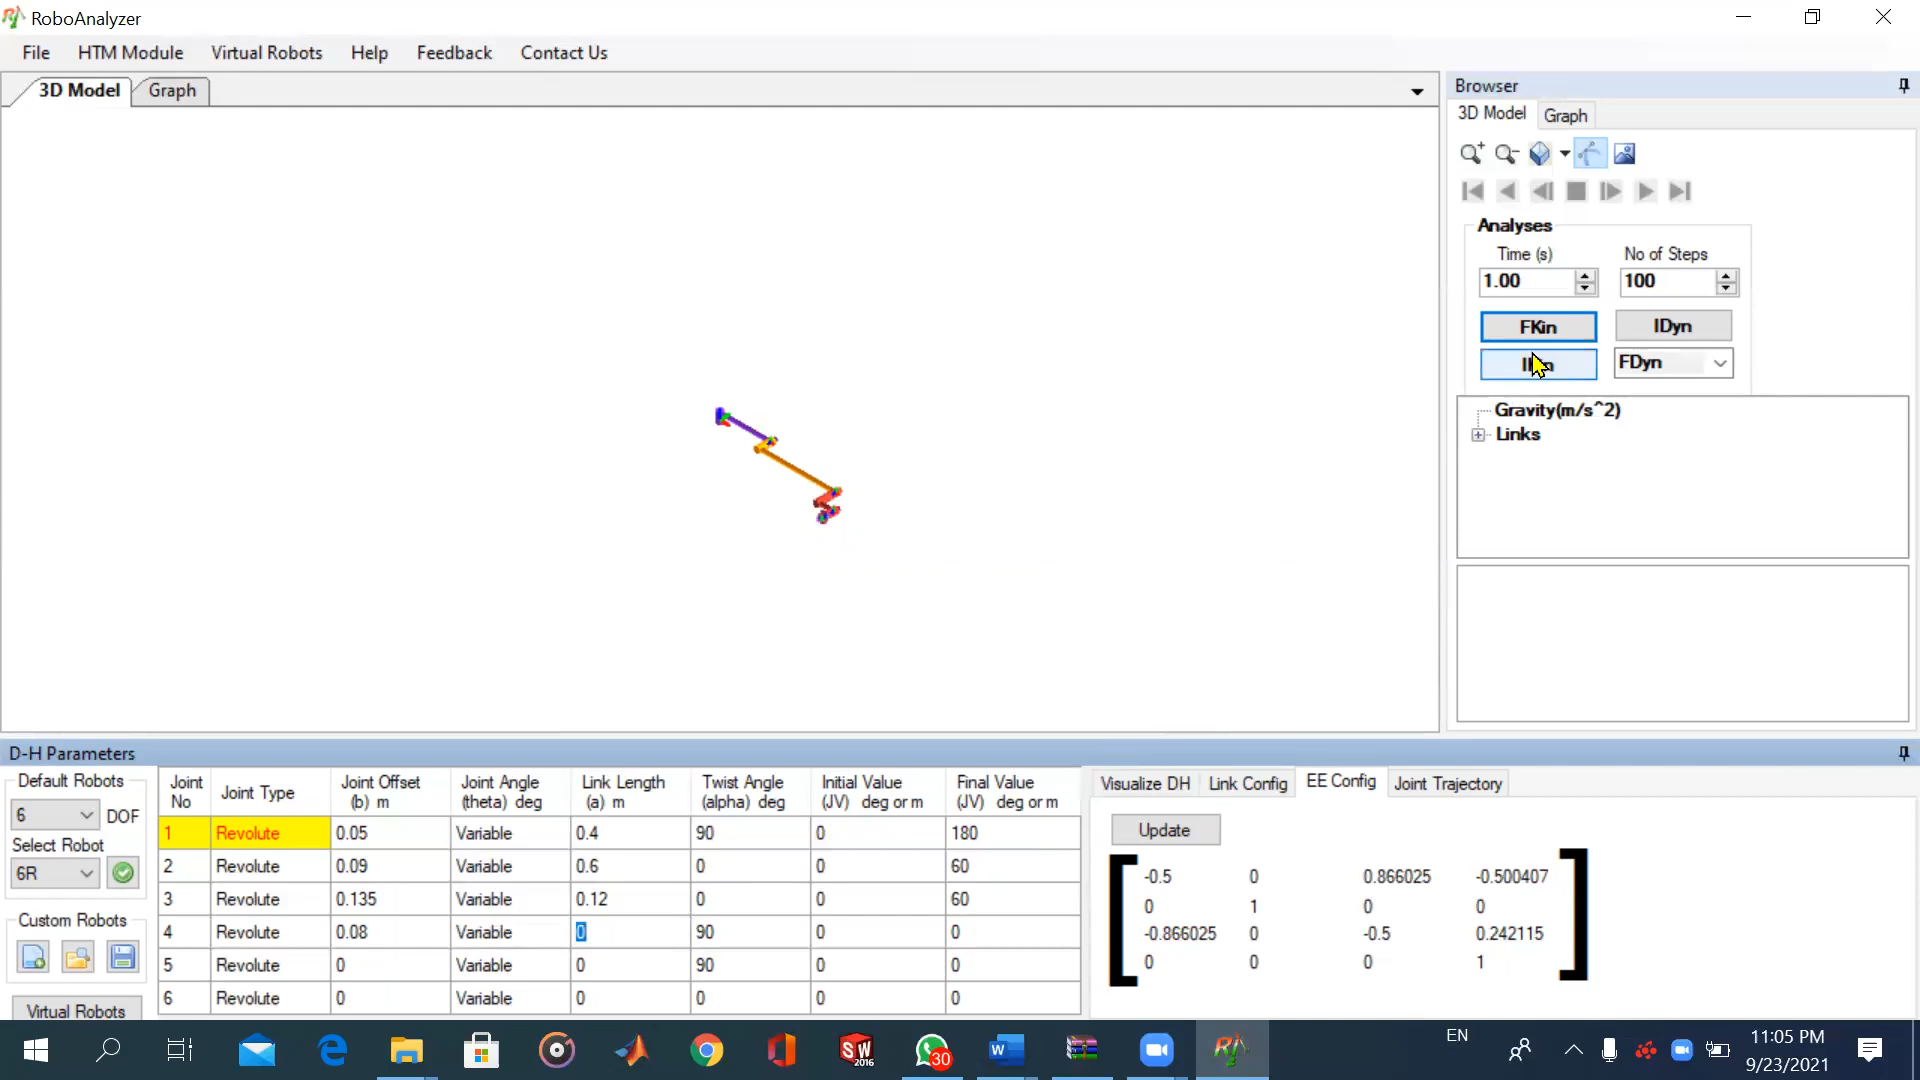 RoboAnalyzer
File HTM Module Virtual Robots Help Feedback Contact Us
3D Model Graph
Browser
3D Model Graph
Analyses
Time (s) No of Steps
1.00 100
FKin IDyn
FDyn
Gravity(m/s^2)
Links
D-H Parameters
Default Robots
6 DOF
Select Robot
6R
Custom Robots
Virtual Robots
Joint No Joint Type Joint Offset (b) m Joint Angle (theta) deg Link Length (a) m Twist Angle (alpha) deg Initial Value (JV) deg or m Final Value (JV) deg or m
1 Revolute 0.05 Variable 0.4 90 0 180
2 Revolute 0.09 Variable 0.6 0 0 60
3 Revolute 0.135 Variable 0.12 0 0 60
4 Revolute 0.08 Variable 0 90 0 0
5 Revolute 0 Variable 0 90 0 0
6 Revolute 0 Variable 0 0 0 0
Visualize DH Link Config EE Config Joint Trajectory
Update
-0.5 0 0.866025 -0.500407
0 1 0 0
-0.866025 0 -0.5 0.242115
0 0 0 1
SW
2016
30
W
EN
11:05 PM
9/23/2021